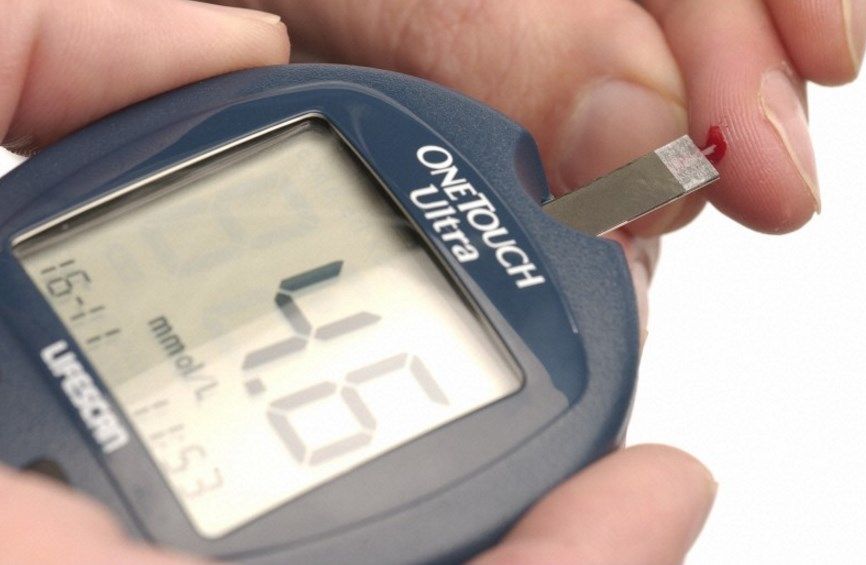 ONETOUCH
Ultra
4.6
mmol/L
16-11
11:53
LIFESCAN